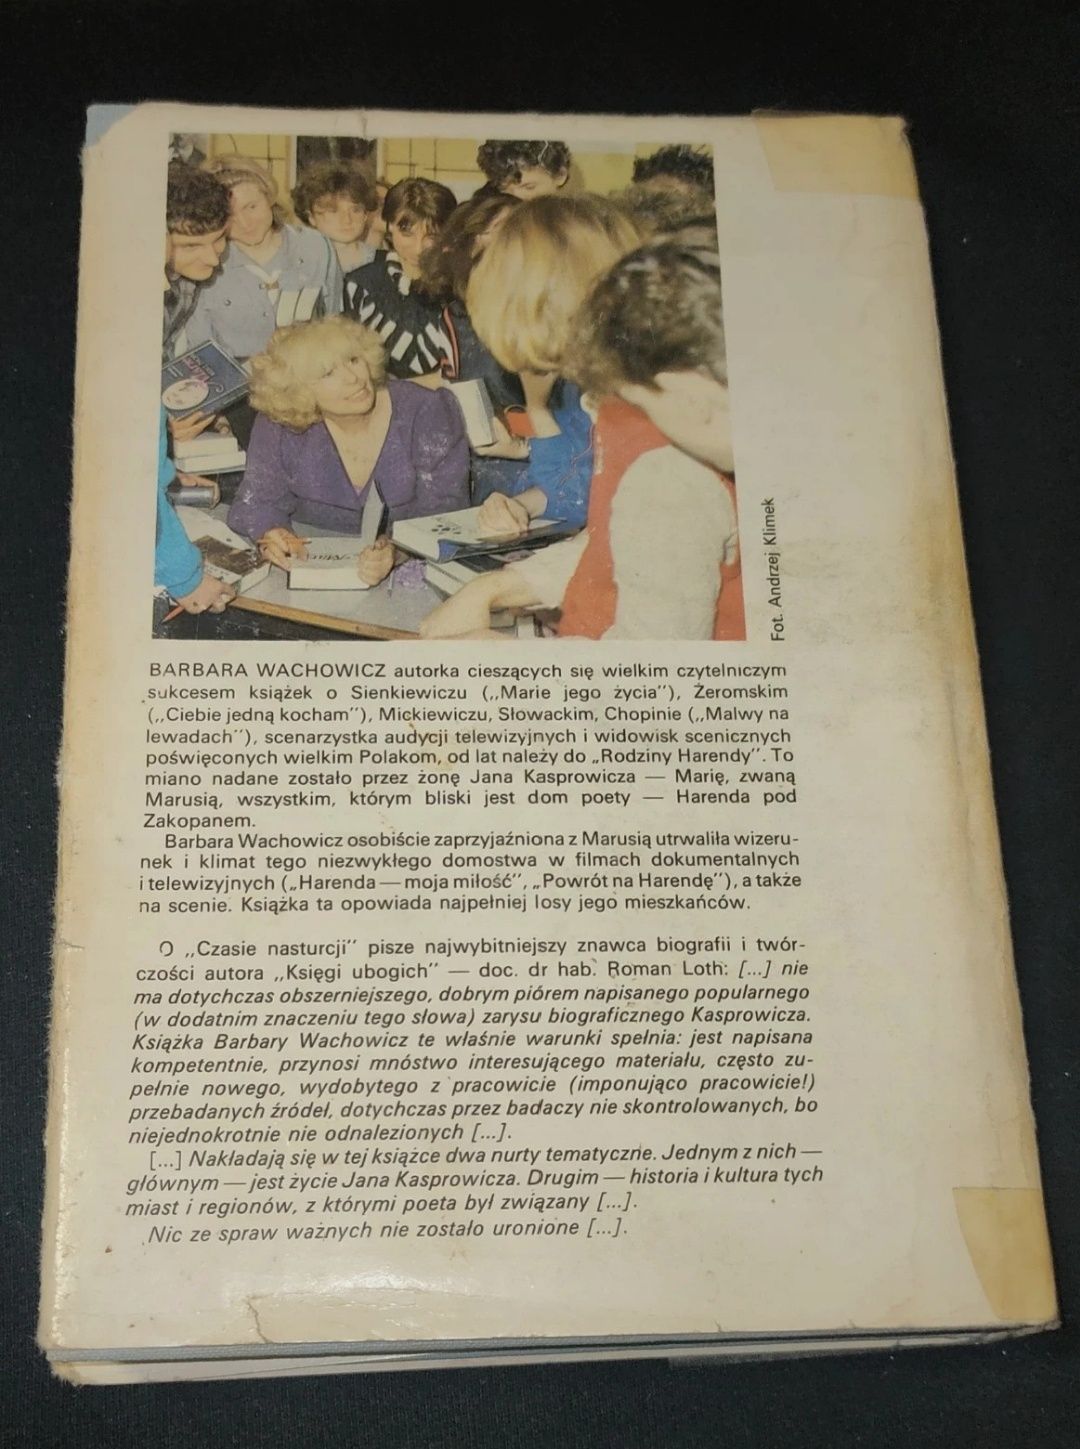 Fot. Andrzej Klimek
BARBARA WACHOWICZ autorka cieszących się wielkim czytelniczym
sukcesem książek o Sienkiewiczu („Marie jego życia"), Żeromskim
(„Ciebie jedną kocham"), Mickiewiczu, Słowackim, Chopinie („Malwy na
lewadach"), scenarzystka audycji telewizyjnych i widowisk scenicznych
poświęconych wielkim Polakom, od lat należy do „Rodziny Harendy". To
miano nadane zostało przez żonę Jana Kasprowicza — Marię, zwaną
Marusią, wszystkim, którym bliski jest dom poety — Harenda pod
Zakopanem.
Barbara Wachowicz osobiście zaprzyjaźniona z Marusią utrwaliła wizeru-
nek i klimat tego niezwykłego domostwa w filmach dokumentalnych
i telewizyjnych („Harenda — moja miłość", „Powrót na Harendę"), a także
na scenie. Książka ta opowiada najpełniej losy jego mieszkańców.
O „Czasie nasturcji" pisze najwybitniejszy znawca biografii i twór-
czości autora „Księgi ubogich" — doc. dr hab. Roman Loth: [...] nie
ma dotychczas obszerniejszego, dobrym piórem napisanego popularnego
(w dodatnim znaczeniu tego słowa) zarysu biograficznego Kasprowicza.
Książka Barbary Wachowicz te właśnie warunki spełnia: jest napisana
kompetentnie, przynosi mnóstwo interesującego materiału, często zu-
pełnie nowego, wydobytego z pracowicie (imponująco pracowicie!)
przebadanych źródeł, dotychczas przez badaczy nie skontrolowanych, bo
niejednokrotnie nie odnalezionych [...].
[...] Nakładają się w tej książce dwa nurty tematyczne. Jednym z nich —
głównym — jest życie Jana Kasprowicza. Drugim — historia i kultura tych
miast i regionów, z którymi poeta był związany [...].
Nic ze spraw ważnych nie zostało uronione [...].